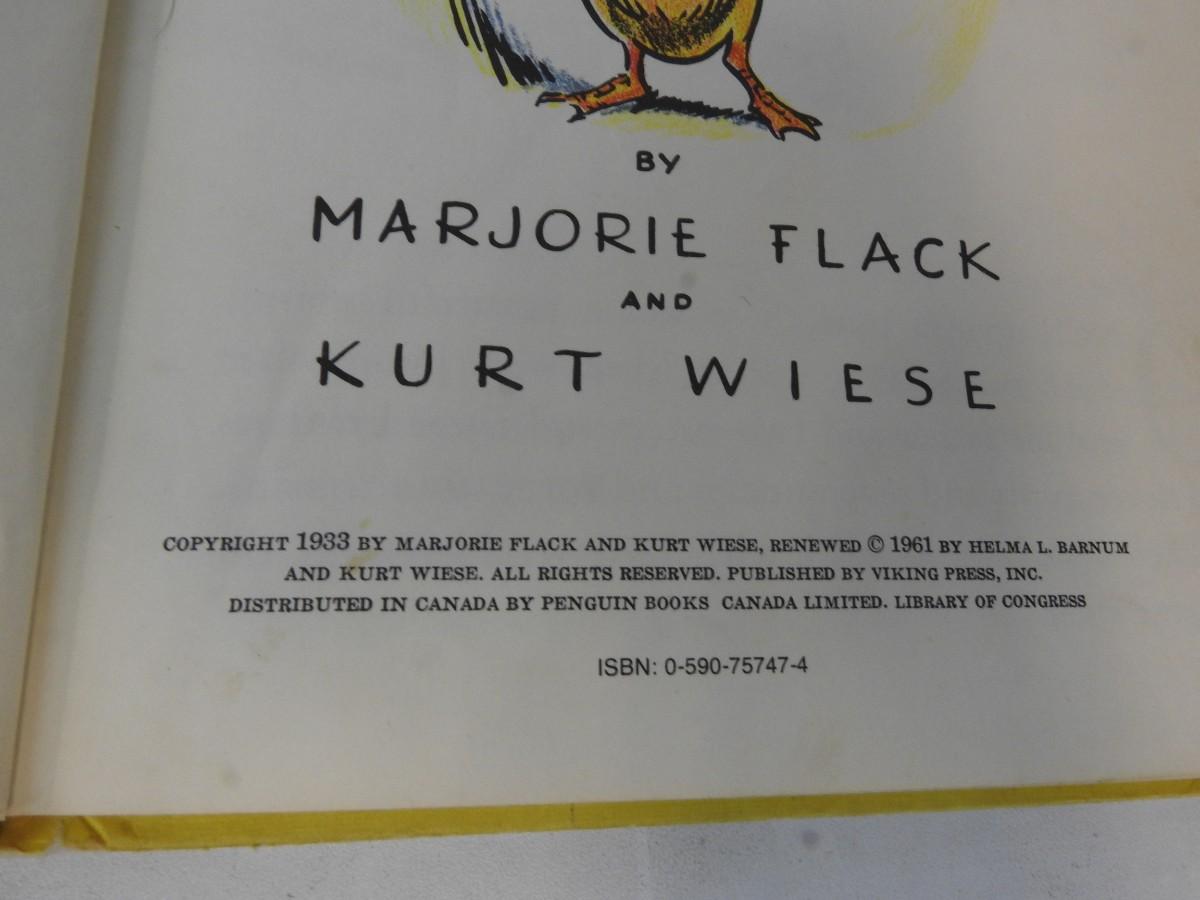 BY
MARJORIE FLACK
AND
KURT WIESE
COPYRIGHT 1933 BY MARJORIE FLACK AND KURT WIESE, RENEWED © 1961 BY HELMA L. BARNUM
AND KURT WIESE. ALL RIGHTS RESERVED. PUBLISHED BY VIKING PRESS, INC.
DISTRIBUTED IN CANADA BY PENGUIN BOOKS CANADA LIMITED. LIBRARY OF CONGRESS
ISBN: 0-590-75747-4